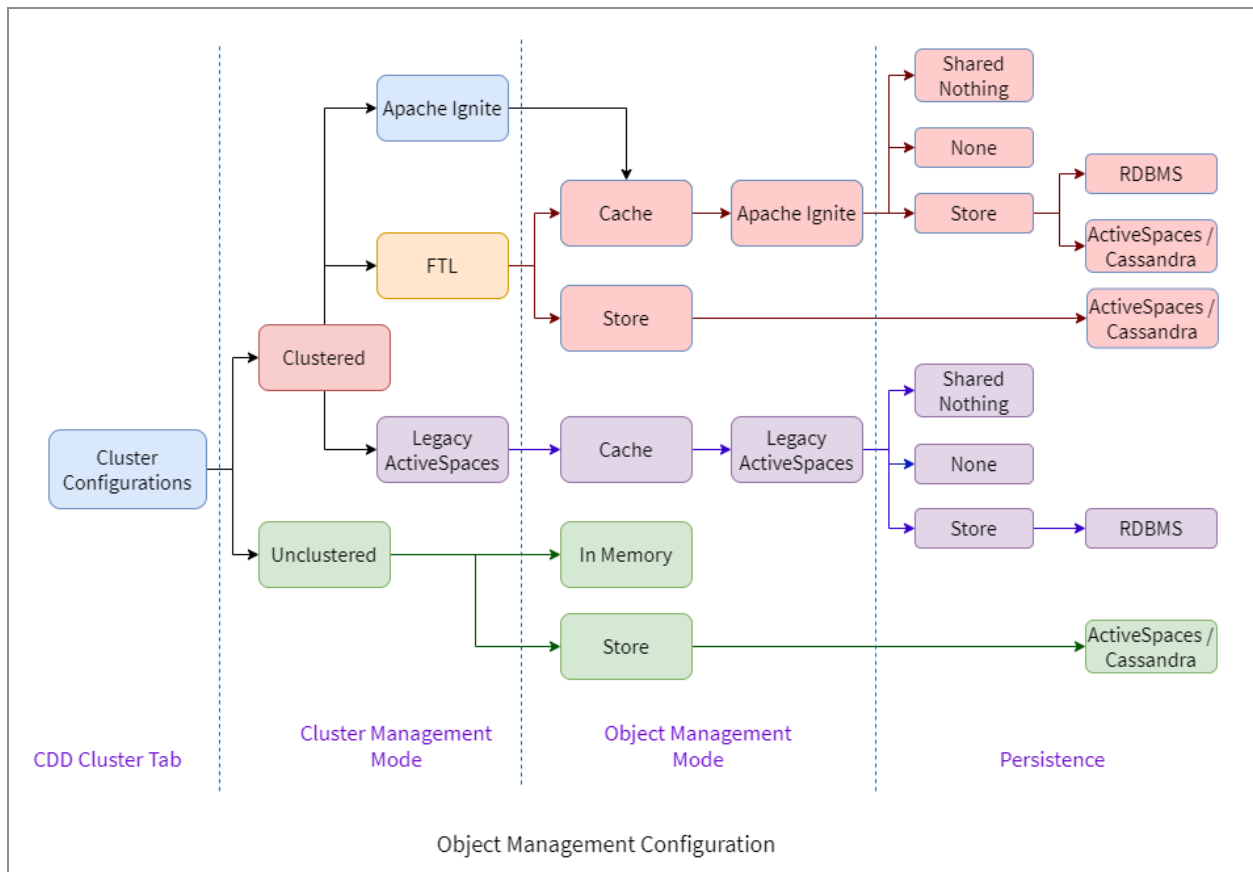 Shared
Nothing
Apache Ignite
None
RDBMS
Cache
Apache Ignite
Store
ActiveSpaces /
Cassandra
FTL
Store
ActiveSpaces /
Cassandra
Clustered
Shared
Nothing
Legacy
ActiveSpaces
Cache
Legacy
ActiveSpaces
None
Cluster
Configurations
Store
RDBMS
Unclustered
In Memory
Store
ActiveSpaces /
Cassandra
CDD Cluster Tab
Cluster Management
Mode
Object Management
Mode
Persistence
Object Management Configuration